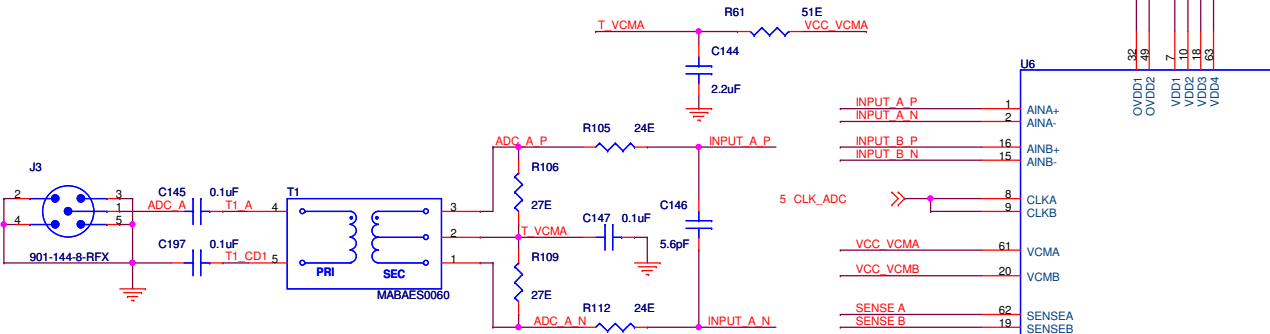 R61 51E
T_VCMA VCC_VCMA
C144
2.2uF
U6
32 49 7 10 18 63
OVDD1 OVDD2 VDD1 VDD2 VDD3 VDD4
INPUT_A_P 1 AINA+
INPUT_A_N 2 AINA-
INPUT_B_P 16 AINB+
INPUT_B_N 15 AINB-
5 CLK_ADC 8 CLKA
9 CLKB
VCC_VCMA 61 VCMA
VCC_VCMB 20 VCMB
SENSE A 62 SENSEA
SENSE B 19 SENSEB
R105 24E
ADC_A_P INPUT_A_P
R106
27E
J3
2 3
1
4 5
901-144-8-RFX
C145 0.1uF
ADC_A T1_A 4
C197 0.1uF
T1_CD1 5
T1
PRI SEC
MABAES0060
3
2
1
T_VCMA
C147 0.1uF
C146
5.6pF
R109
27E
R112 24E
ADC_A_N INPUT_A_N